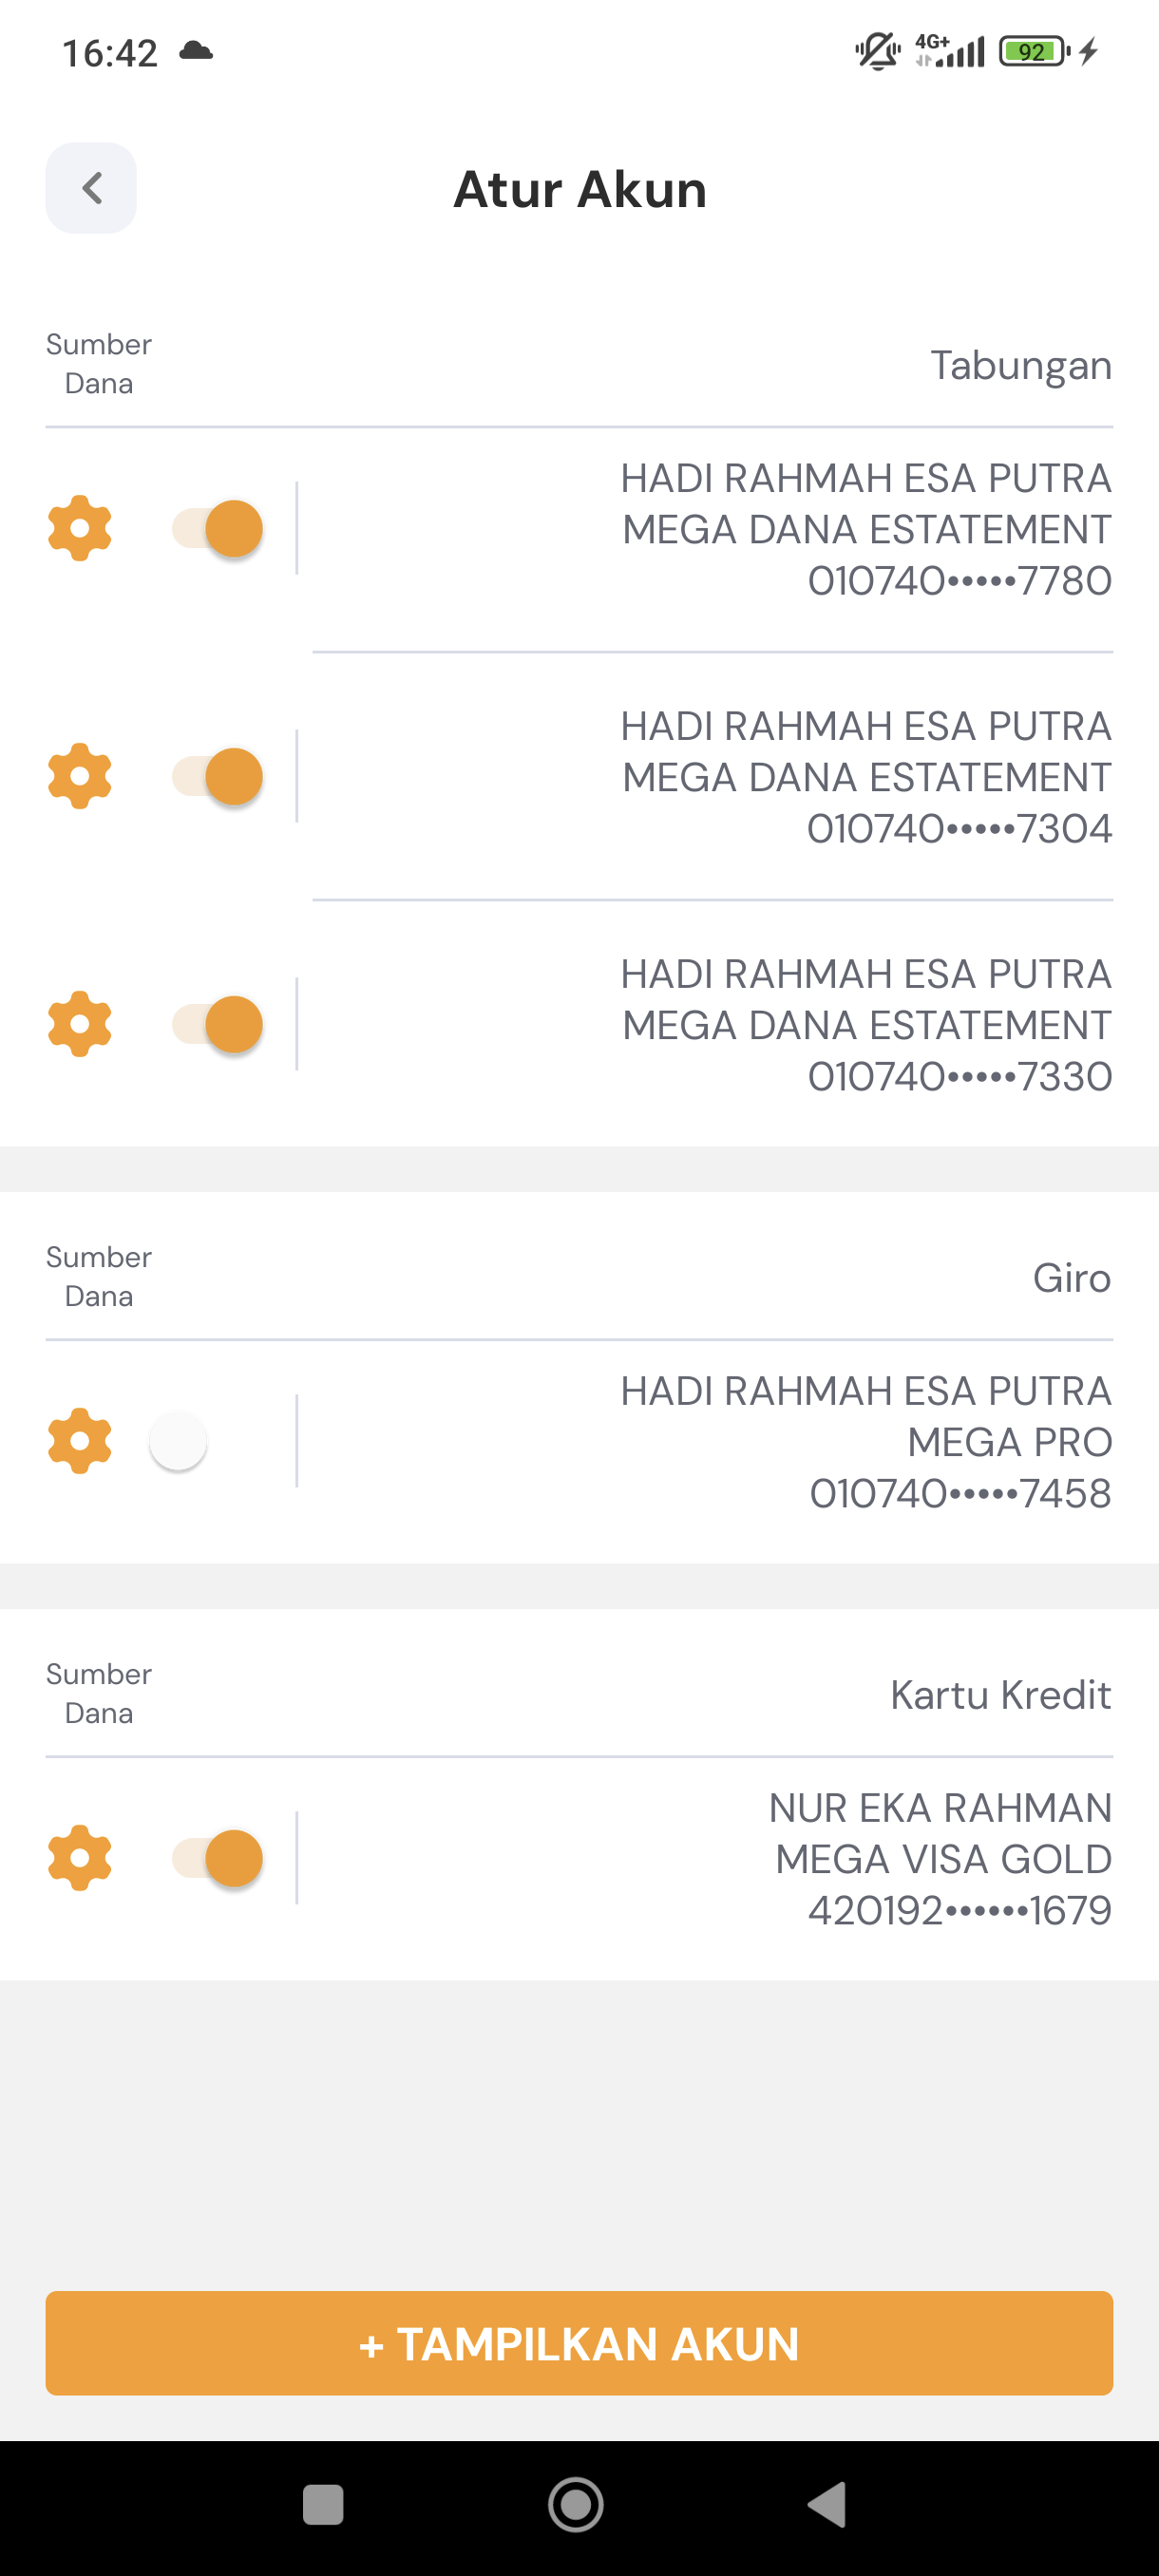 16:42
4G+
92
Atur Akun
Sumber
Dana
Tabungan
HADI RAHMAH ESA PUTRA
MEGA DANA ESTATEMENT
010740•••••7780
HADI RAHMAH ESA PUTRA
MEGA DANA ESTATEMENT
010740•••••7304
HADI RAHMAH ESA PUTRA
MEGA DANA ESTATEMENT
010740•••••7330
Sumber
Dana
Giro
HADI RAHMAH ESA PUTRA
MEGA PRO
010740•••••7458
Sumber
Dana
Kartu Kredit
NUR EKA RAHMAN
MEGA VISA GOLD
420192••••••1679
+ TAMPILKAN AKUN